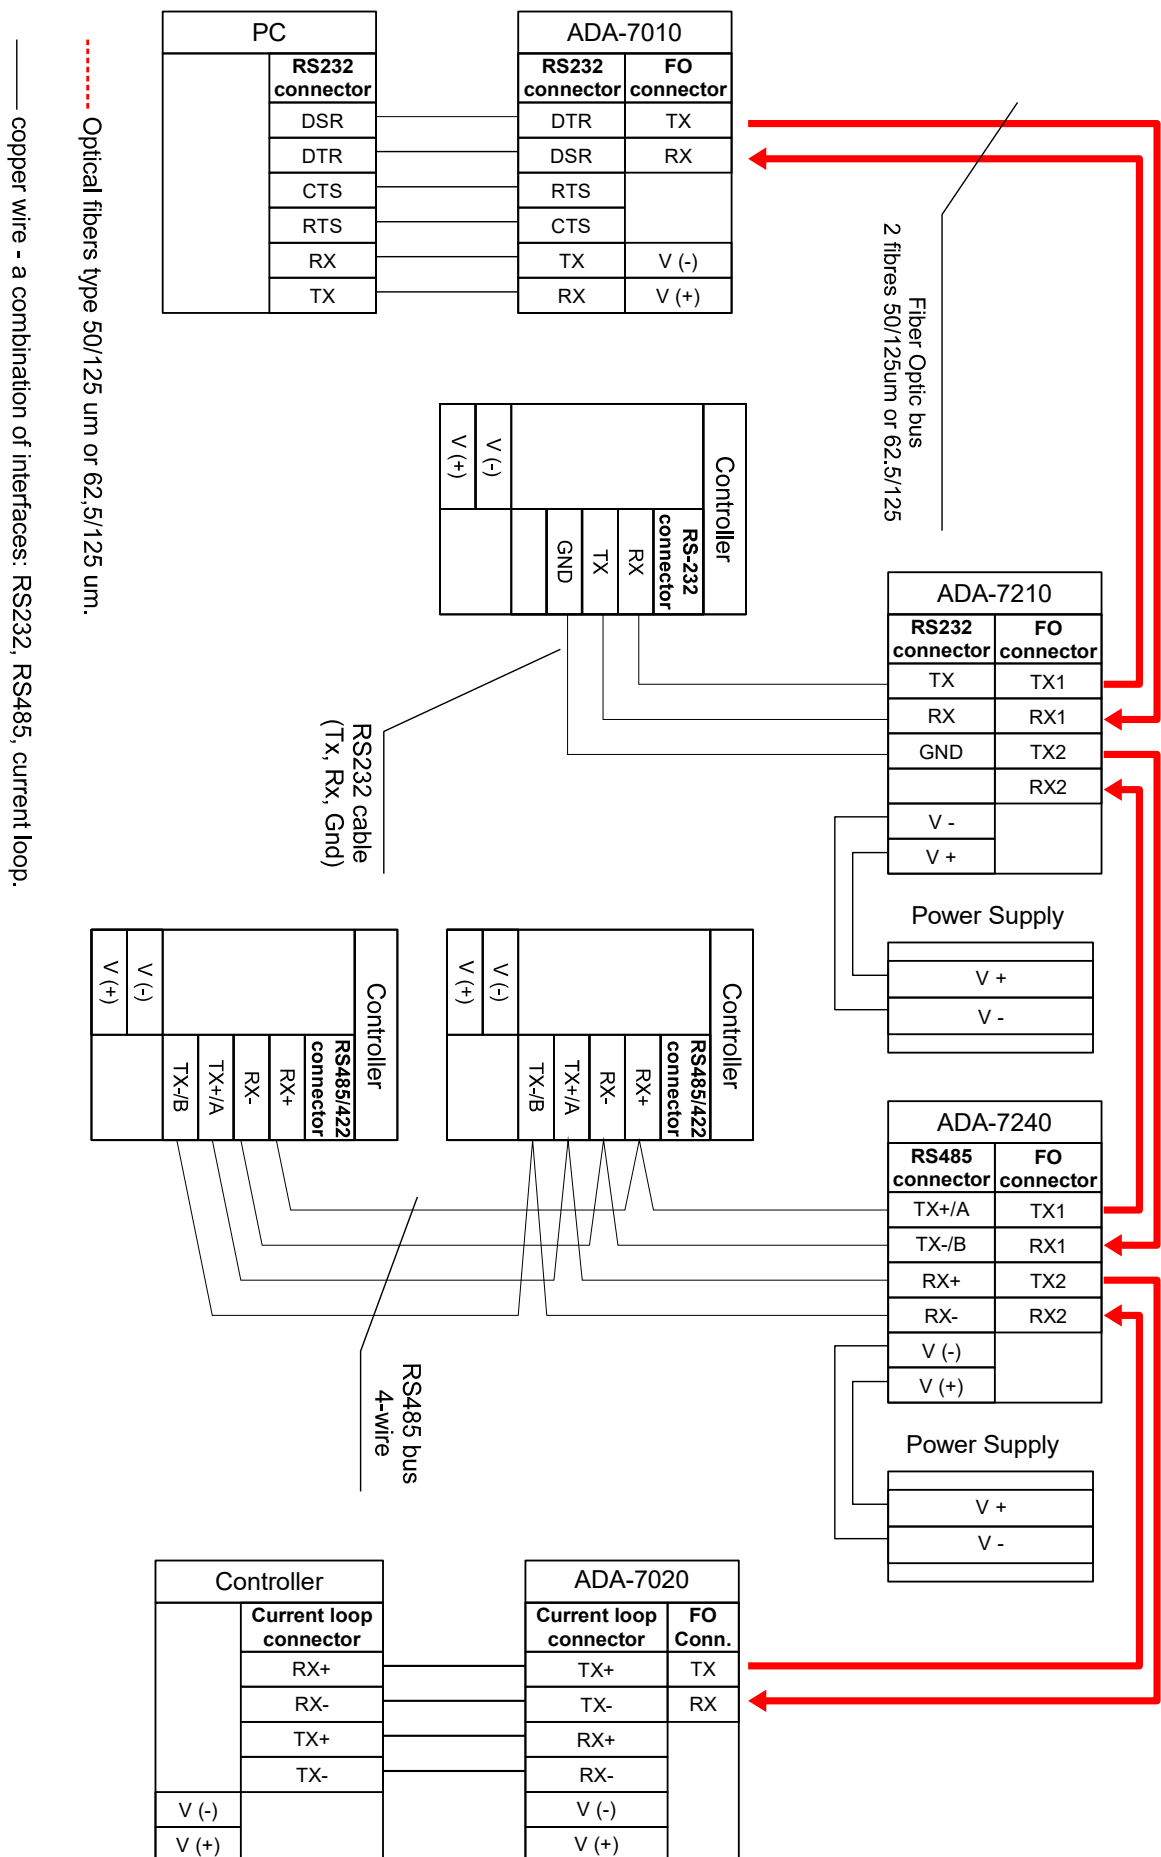 PC
RS232
connector
DSR
DTR
CTS
RTS
RX
TX
ADA-7010
RS232
connector
FO
connector
DTR
TX
DSR
RX
RTS
CTS
TX
V (-)
RX
V (+)
Fiber Optic bus
2 fibres 50/125um or 62.5/125
Optical fibers type 50/125 um or 62,5/125 um.
copper wire - a combination of interfaces: RS232, RS485, current loop.
Controller
RS-232
connector
RX
TX
GND
V (-)
V (+)
RS232 cable
(Tx, Rx, Gnd)
ADA-7210
RS232
connector
FO
connector
TX
TX1
RX
RX1
GND
TX2
RX2
V -
V +
Power Supply
V +
V -
Controller
RS485/422
connector
RX+
RX-
TX+/A
TX-/B
V (-)
V (+)
Controller
RS485/422
connector
RX+
RX-
TX+/A
TX-/B
V (-)
V (+)
RS485 bus
4-wire
ADA-7240
RS485
connector
FO
connector
TX+/A
TX1
TX-/B
RX1
RX+
TX2
RX-
RX2
V (-)
V (+)
Power Supply
V +
V -
Controller
Current loop
connector
RX+
RX-
TX+
TX-
V (-)
V (+)
ADA-7020
Current loop
connector
FO
Conn.
TX+
TX
TX-
RX
RX+
RX-
V (-)
V (+)